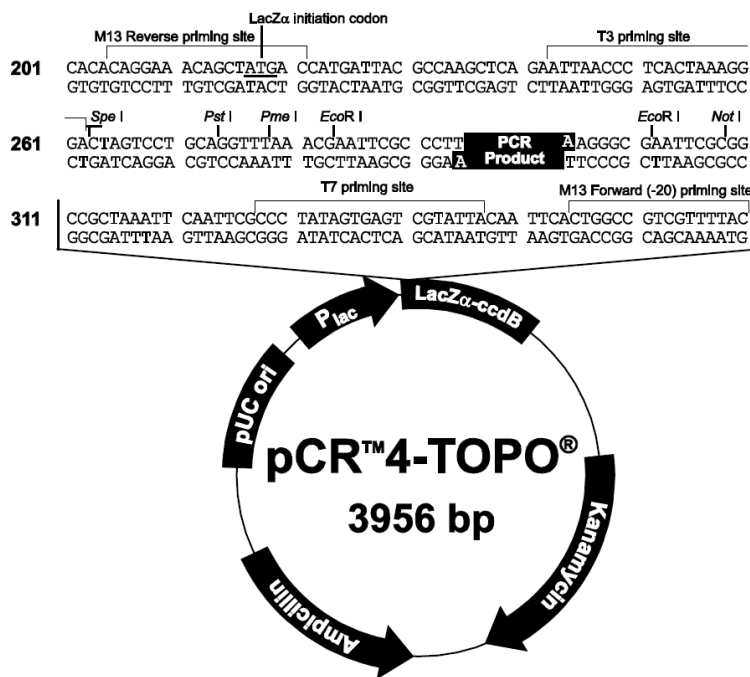 LacZα initiation codon
M13 Reverse priming site T3 priming site
201 CACACAGGAA ACAGCTATGA CCATGATTAC GCCAAGCTCA GAATTAACCC TCACTAAAGG
GTGTGTCCTT TGTCGATACT GGTACTAATG CGGTTCGAGT CTTAATTGGG AGTGATTTCC
Spe I Pst I Pme I EcoR I EcoR I Not I
261 GACTAGTCCT GCAGGTTTAA ACGAATTCGC CCTT PCR A AGGGC GAATTCGCGG
CTGATCAGGA CGTCCAAATT TGCTTAAGCG GGA A Product TTCCCG CTTAAGCGCC
T7 priming site M13 Forward (-20) priming site
311 CCGCTAAATT CAATTCGCCC TATAGTGAGT CGTATTACAA TTCACTGGCC GTCGTTTTAC
GGCGATTTAA GTTAAGCGGG ATATCACTCA GCATAATGTT AAGTGACCGG CAGCAAAATG
Plac LacZα-ccdB
pUC ori
pCR™4-TOPO®
3956 bp
Kanamycin
Ampicillin